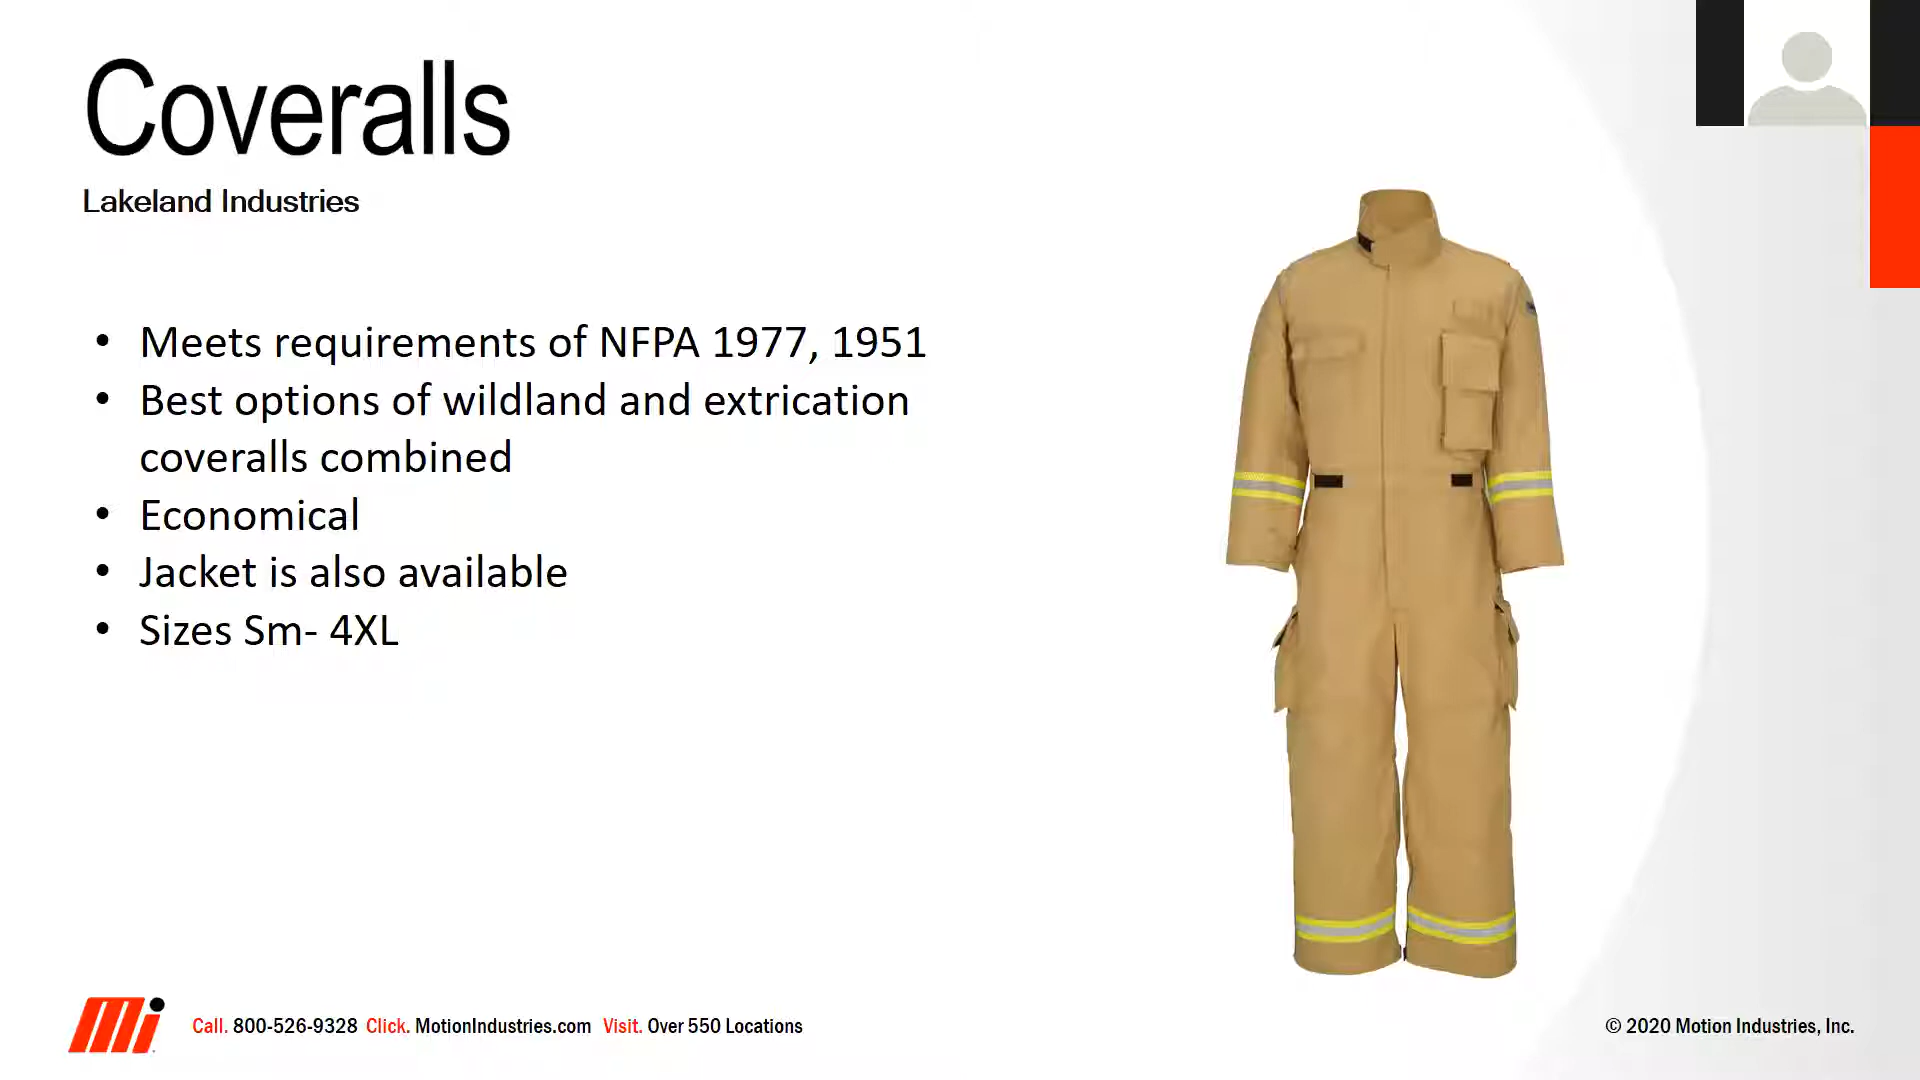 Coveralls
Lakeland Industries
• Meets requirements of NFPA 1977, 1951
• Best options of wildland and extrication
coveralls combined
• Economical
• Jacket is also available
• Sizes Sm- 4XL
Mi Call. 800-526-9328 Click. MotionIndustries.com Visit. Over 550 Locations
© 2020 Motion Industries, Inc.